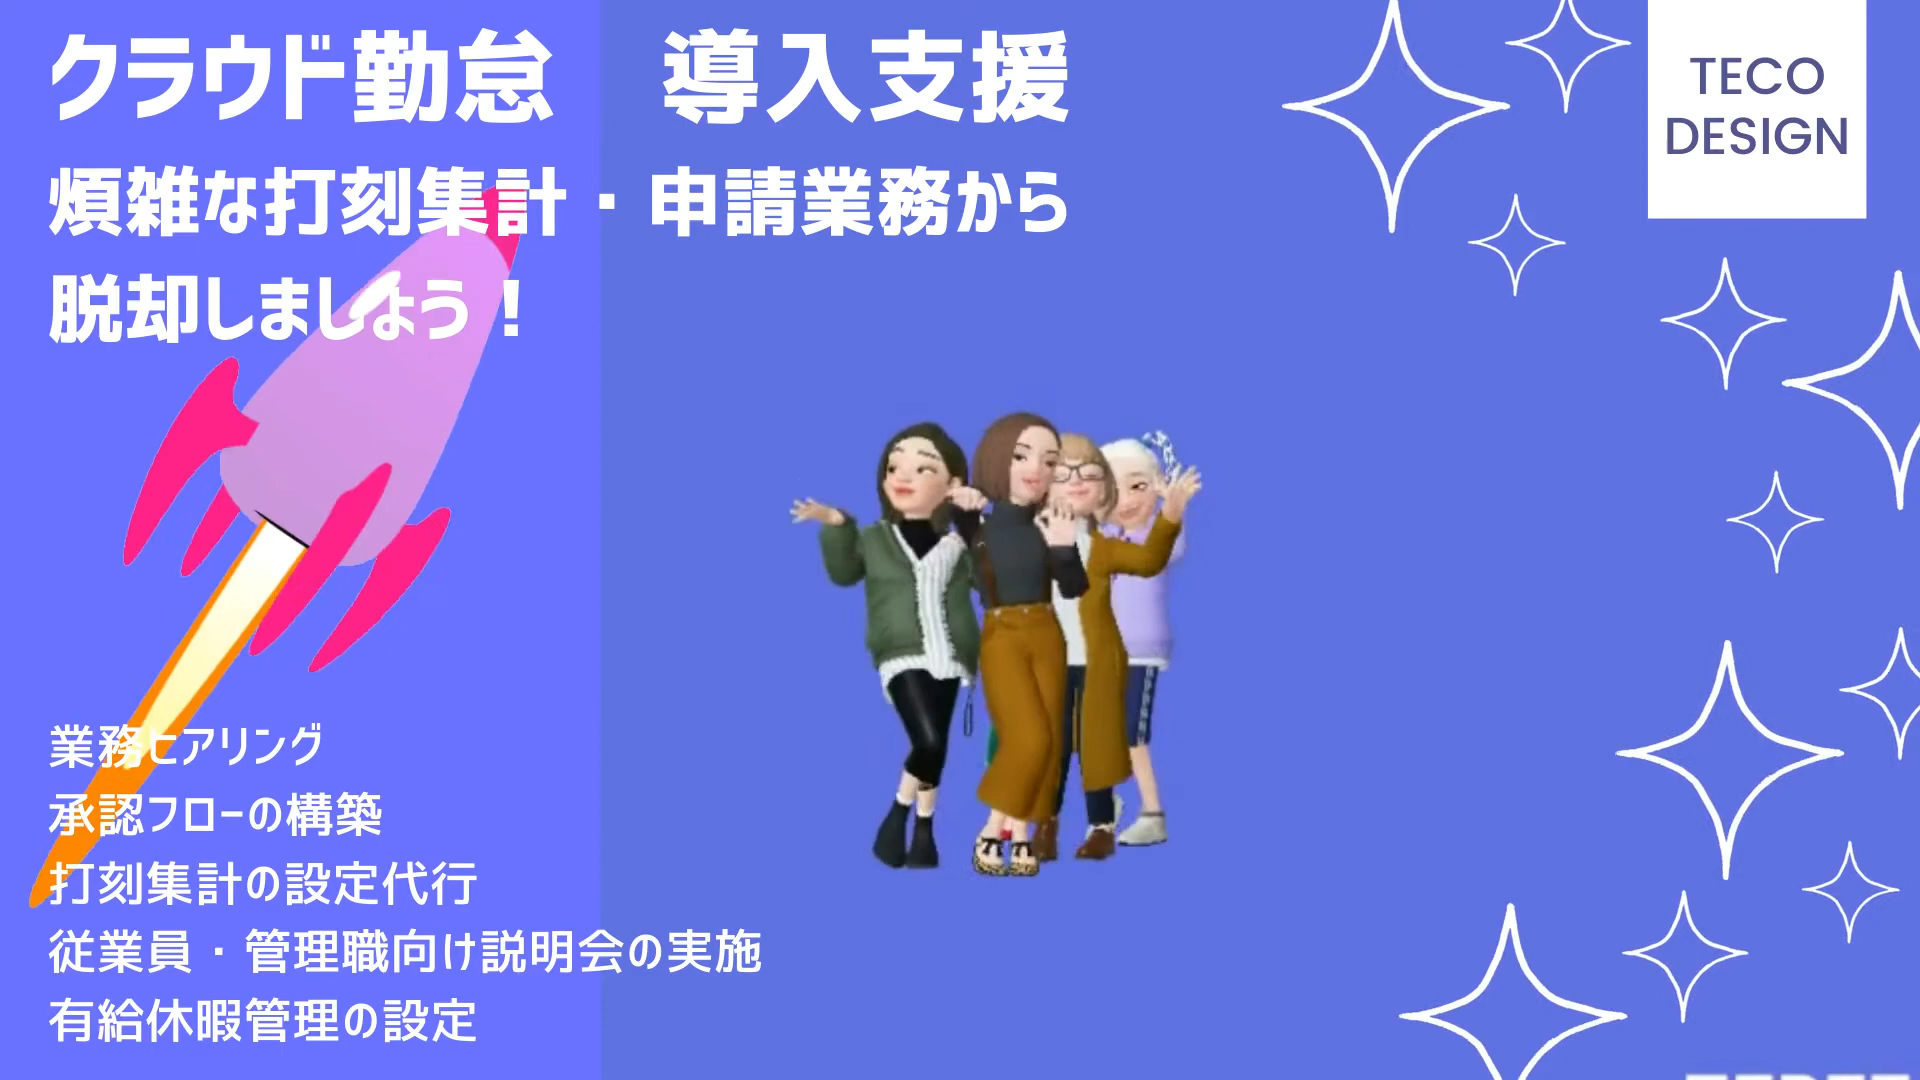 クラウド勤怠　導入支援
煩雑な打刻集計・申請業務から
脱却しましょう！
TECO
DESIGN
業務ヒアリング
承認フローの構築
打刻集計の設定代行
従業員・管理職向け説明会の実施
有給休暇管理の設定